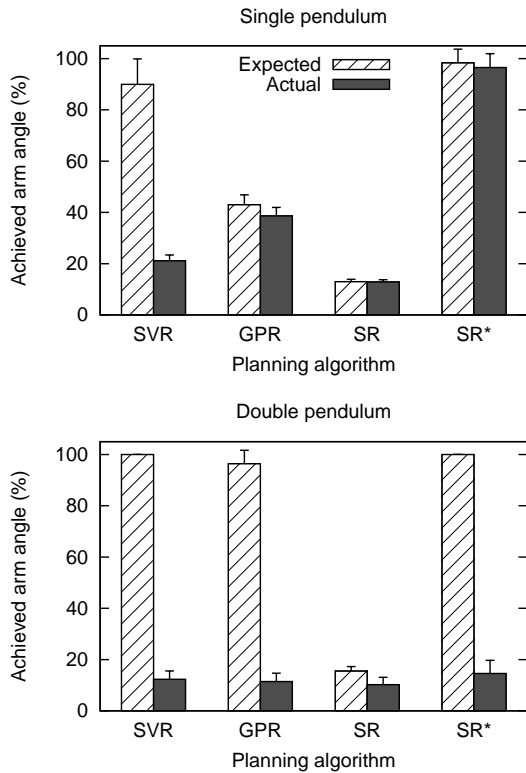 Single pendulum
Achieved arm angle (%)
100
80
60
40
20
0
Expected
Actual
SVR GPR SR SR*
Planning algorithm
Double pendulum
Achieved arm angle (%)
100
80
60
40
20
0
SVR GPR SR SR*
Planning algorithm